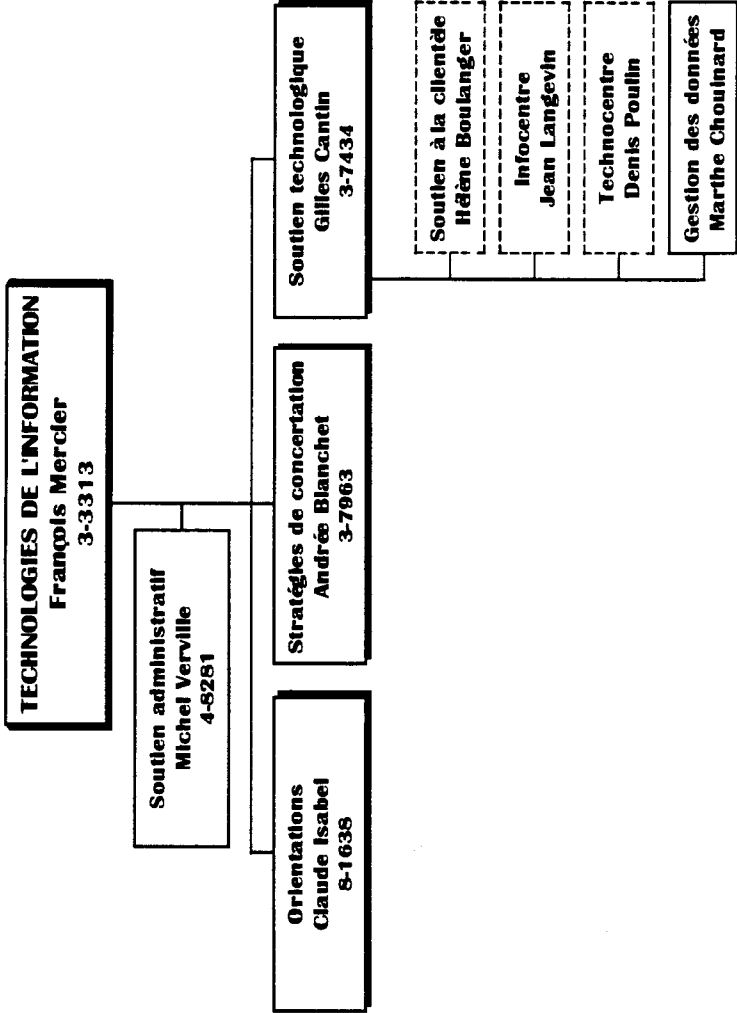 TECHNOLOGIES DE L'INFORMATION
François Mercier
3-3313
Soutien administratif
Michel Verville
4-8281
Orientations
Claude Isabel
8-1638
Stratégies de concertation
Andrée Blanchet
3-7963
Soutien technologique
Gilles Cantin
3-7434
Soutien à la clientèle
Hélène Boulanger
Infocentre
Jean Langevin
Technocentre
Denis Poulin
Gestion des données
Marthe Chouinard